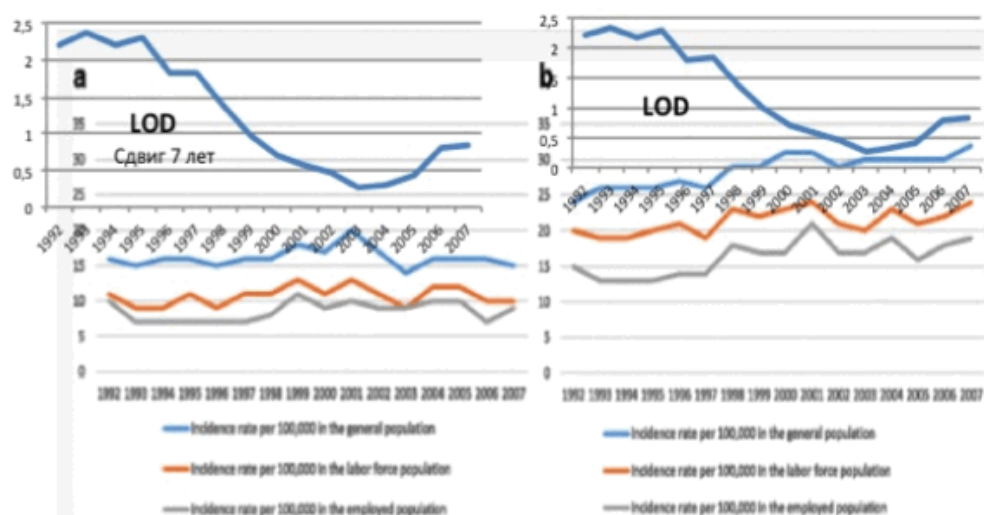 2,5
2
1,5
1
0,5
0
a
LOD
Сдвиг 7 лет
35
30
25
20
15
10
5
0
1992 1993 1994 1995 1996 1997 1998 1999 2000 2001 2002 2003 2004 2005 2006 2007
1992 1993 1994 1995 1996 1997 1998 1999 2000 2001 2002 2003 2004 2005 2006 2007
Incidence rate per 100,000 in the general population
Incidence rate per 100,000 in the labor force population
Incidence rate per 100,000 in the employed population
2,5
2
1
0,5
0
b
LOD
35
30
25
20
15
10
5
0
1992 1993 1994 1995 1996 1997 1998 1999 2000 2001 2002 2003 2004 2005 2006 2007
1992 1993 1994 1995 1996 1997 1998 1999 2000 2001 2002 2003 2004 2005 2006 2007
Incidence rate per 100,000 in the general population
Incidence rate per 100,000 in the labor force population
Incidence rate per 100,000 in the employed population